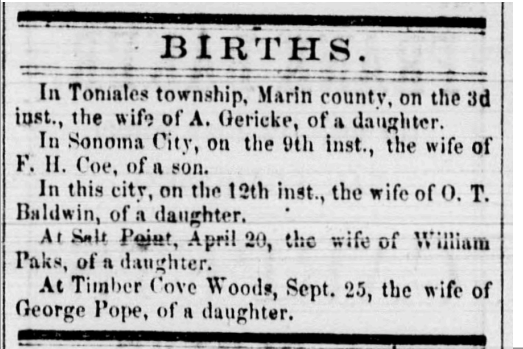 BIRTHS.
In Tomales township, Marin county, on the 3d
inst., the wife of A. Gericke, of a daughter.
In Sonoma City, on the 9th inst., the wife of
F. H. Coe, of a son.
In this city, on the 12th inst., the wife of O. T.
Baldwin, of a daughter.
At Salt Point, April 20, the wife of William
Paks, of a daughter.
At Timber Cove Woods, Sept. 25, the wife of
George Pope, of a daughter.